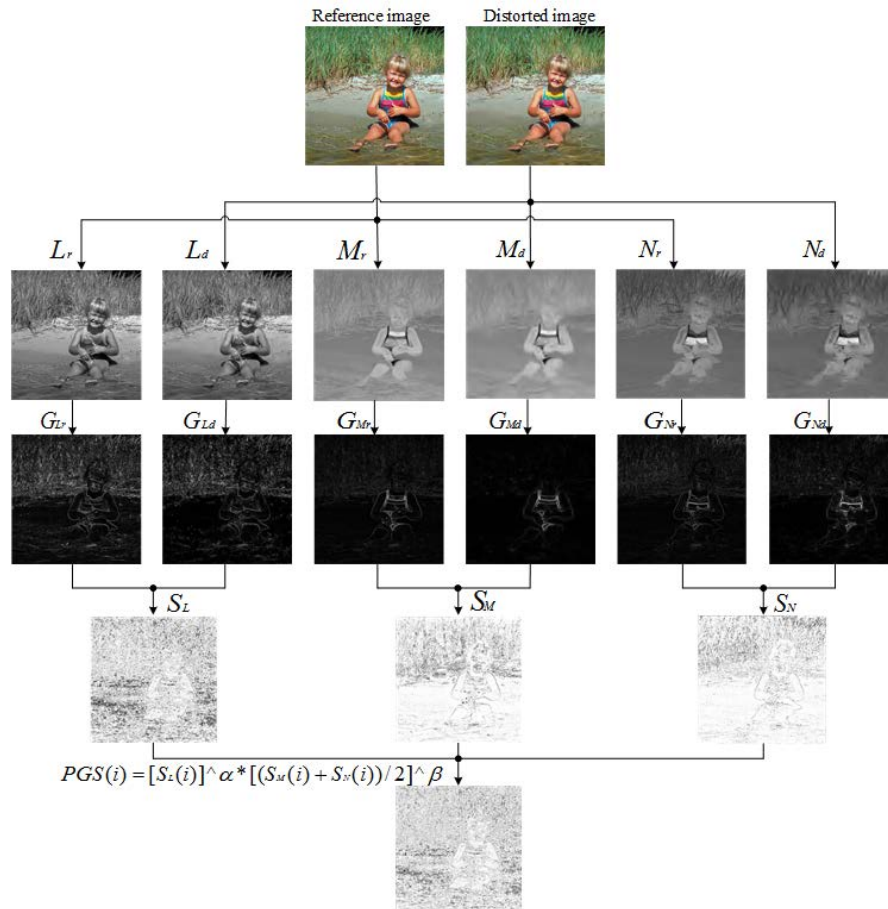 Reference image Distorted image
Lr Ld Mr Md Nr Nd
GLr GLd GMr GMd GNr GNd
SL SM SN
PGS(i) = [SL(i)]^α*[(SM(i) + SN(i))/2]^β